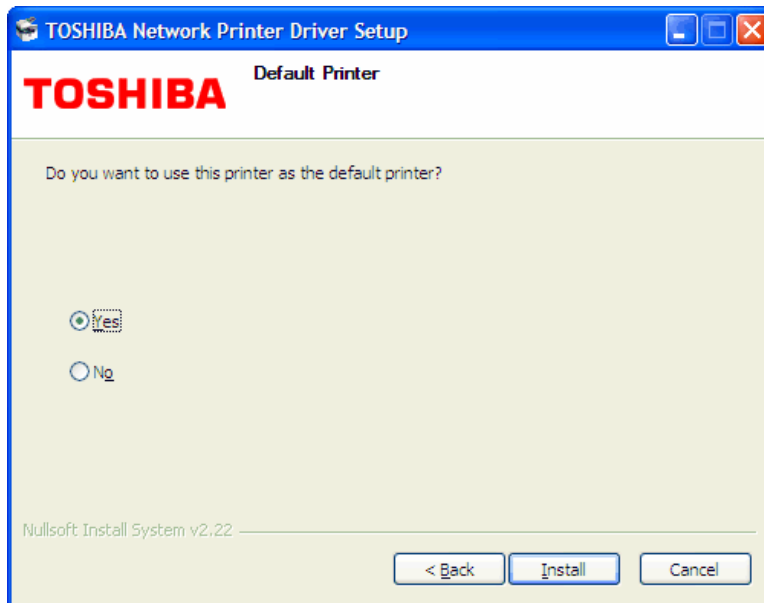 TOSHIBA Network Printer Driver Setup
TOSHIBA
Default Printer
Do you want to use this printer as the default printer?
Yes
No
Nullsoft Install System v2.22
< Back
Install
Cancel